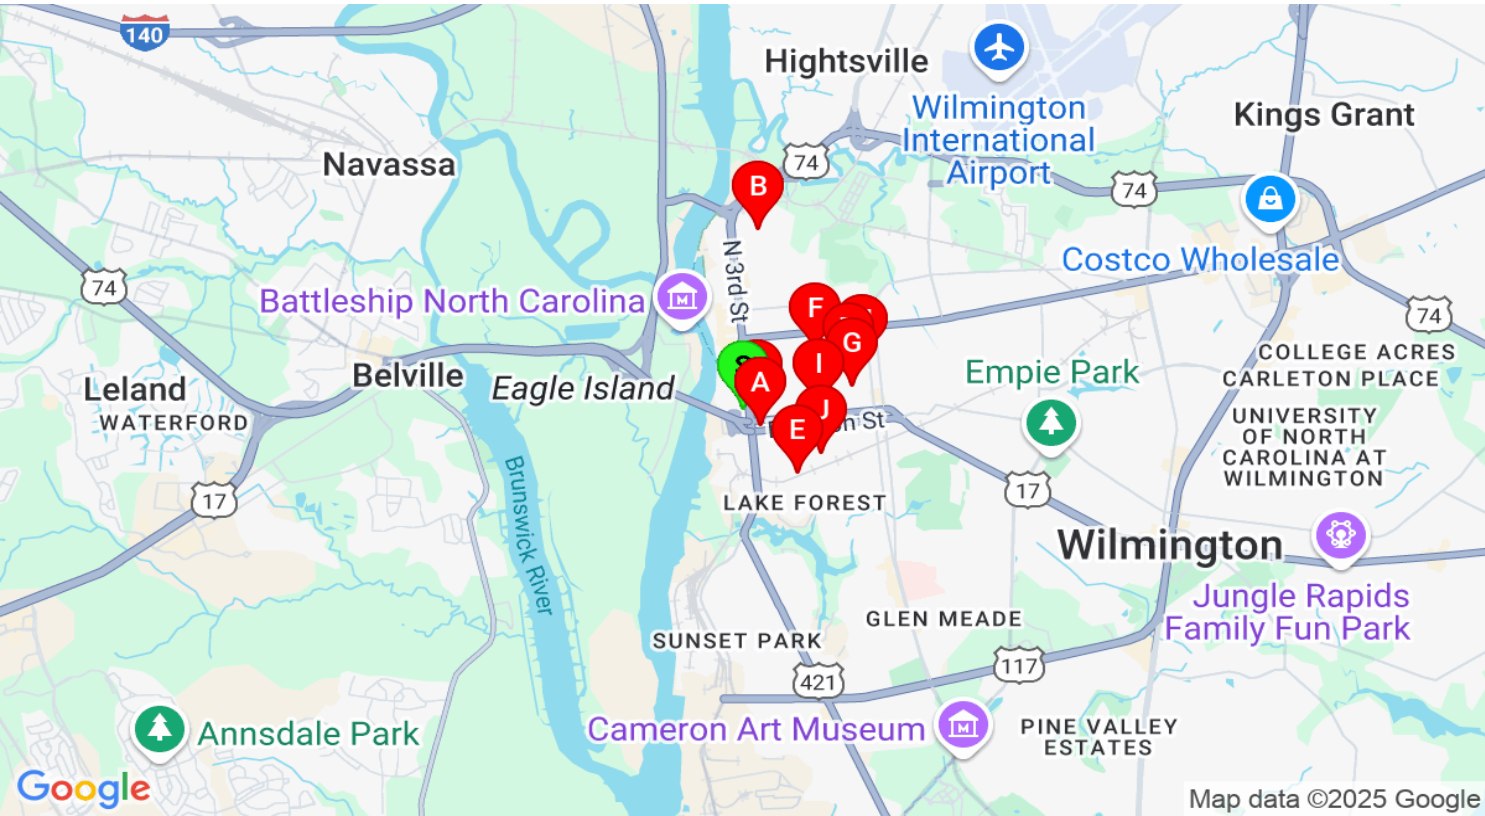 140
Hightsville
Wilmington
International
Airport
Kings Grant
Navassa
74
74
B
Costco Wholesale
N 3rd St
74
Battleship North Carolina
74
F
G
I
S
A
COLLEGE ACRES
CARLETON PLACE
Empie Park
Belville
Eagle Island
Leland
WATERFORD
J
E
UNIVERSITY
OF NORTH
CAROLINA AT
WILMINGTON
17
17
LAKE FOREST
Brunswick River
Wilmington
Jungle Rapids
Family Fun Park
GLEN MEADE
SUNSET PARK
117
421
Cameron Art Museum
PINE VALLEY
ESTATES
Annsdale Park
Google
Map data ©2025 Google